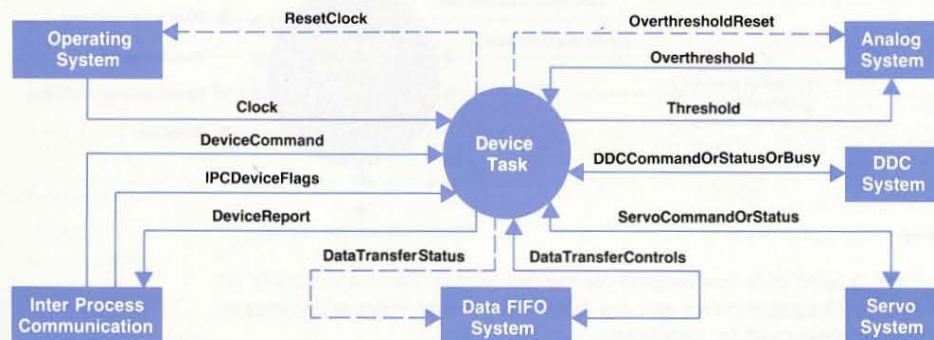 ResetClock
OverthresholdReset
Operating
System
Analog
System
Overthreshold
Clock
Threshold
DeviceCommand
Device
Task
DDCCommandOrStatusOrBusy
DDC
System
IPCDeviceFlags
DeviceReport
ServoCommandOrStatus
DataTransferStatus
DataTransferControls
Inter Process
Communication
Data FIFO
System
Servo
System